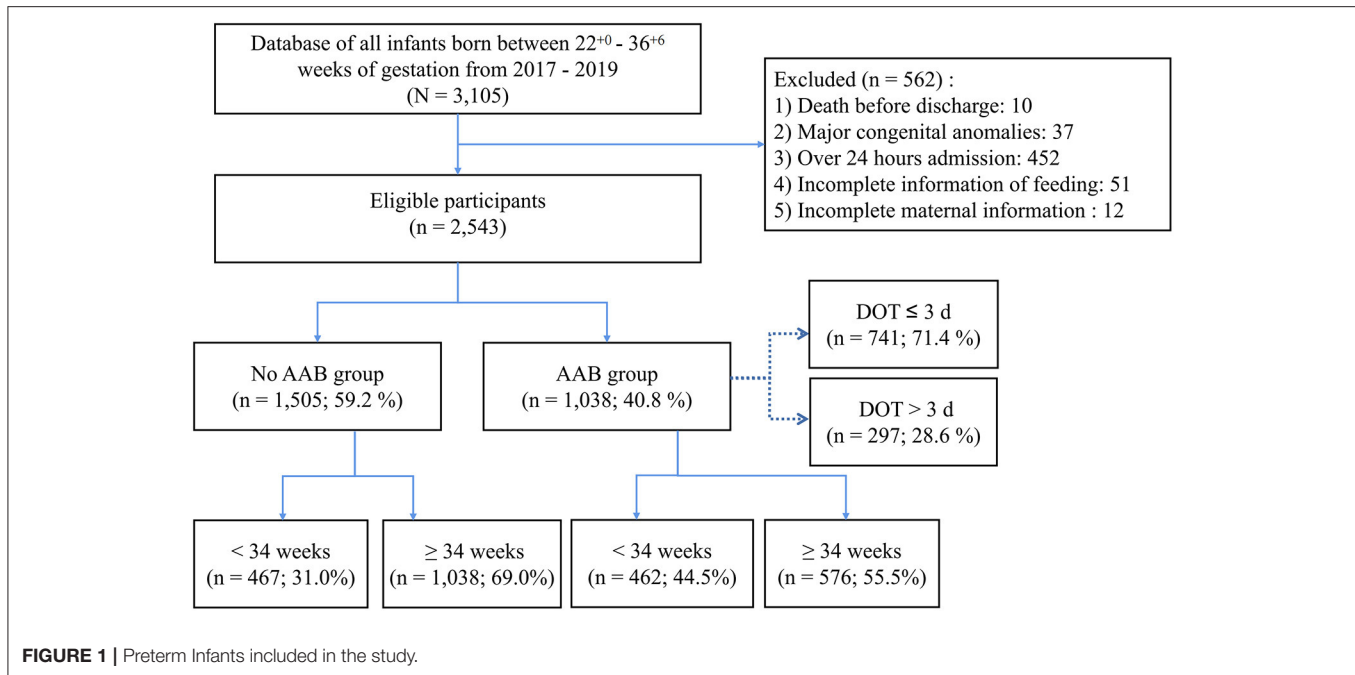 Database of all infants born between 22⁺⁰ - 36⁺⁶
weeks of gestation from 2017 - 2019
(N = 3,105)
Excluded (n = 562) :
1) Death before discharge: 10
2) Major congenital anomalies: 37
3) Over 24 hours admission: 452
4) Incomplete information of feeding: 51
5) Incomplete maternal information : 12
Eligible participants
(n = 2,543)
DOT ≤ 3 d
(n = 741; 71.4 %)
No AAB group
(n = 1,505; 59.2 %)
AAB group
(n = 1,038; 40.8 %)
DOT > 3 d
(n = 297; 28.6 %)
< 34 weeks
(n = 467; 31.0%)
≥ 34 weeks
(n = 1,038; 69.0%)
< 34 weeks
(n = 462; 44.5%)
≥ 34 weeks
(n = 576; 55.5%)
FIGURE 1 | Preterm Infants included in the study.